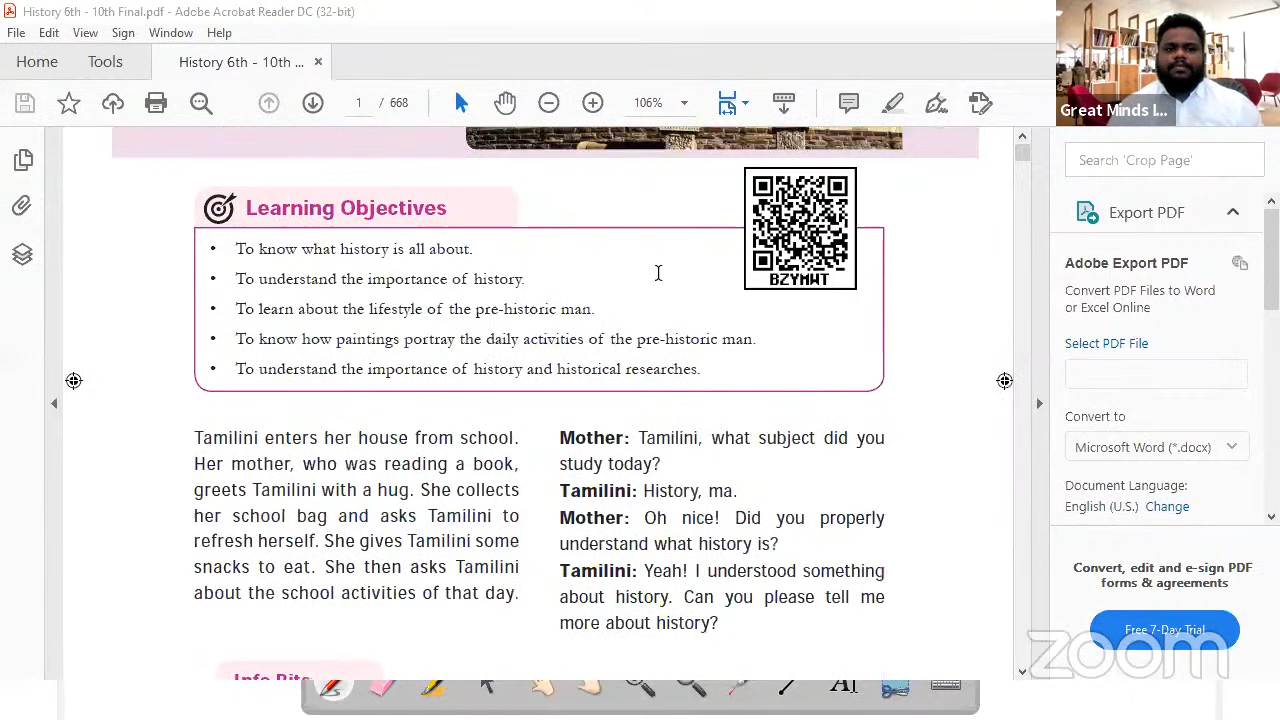 History 6th - 10th Final.pdf - Adobe Acrobat Reader DC (32-bit)
File Edit View Sign Window Help
Home Tools History 6th - 10th ... ×
1 / 668 106%
Great Minds I...
Search 'Crop Page'
Export PDF
Adobe Export PDF
Convert PDF Files to Word
or Excel Online
Select PDF File
Convert to
Microsoft Word (*.docx)
Document Language:
English (U.S.) Change
Convert, edit and e-sign PDF
forms & agreements
Free 7-Day Trial
zoom
Learning Objectives
BZYMWT
• To know what history is all about.
• To understand the importance of history.
• To learn about the lifestyle of the pre-historic man.
• To know how paintings portray the daily activities of the pre-historic man.
• To understand the importance of history and historical researches.
Tamilini enters her house from school.
Her mother, who was reading a book,
greets Tamilini with a hug. She collects
her school bag and asks Tamilini to
refresh herself. She gives Tamilini some
snacks to eat. She then asks Tamilini
about the school activities of that day.
Mother: Tamilini, what subject did you
study today?
Tamilini: History, ma.
Mother: Oh nice! Did you properly
understand what history is?
Tamilini: Yeah! I understood something
about history. Can you please tell me
more about history?
Info Bits
AI